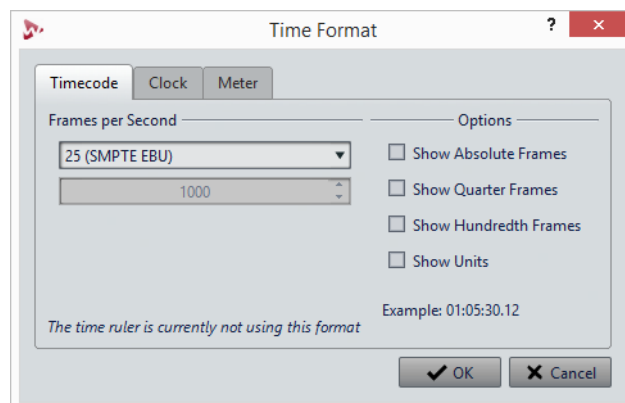 Time Format
?
Timecode
Clock
Meter
Frames per Second
25 (SMPTE EBU)
1000
The time ruler is currently not using this format
Options
Show Absolute Frames
Show Quarter Frames
Show Hundredth Frames
Show Units
Example: 01:05:30.12
OK
Cancel